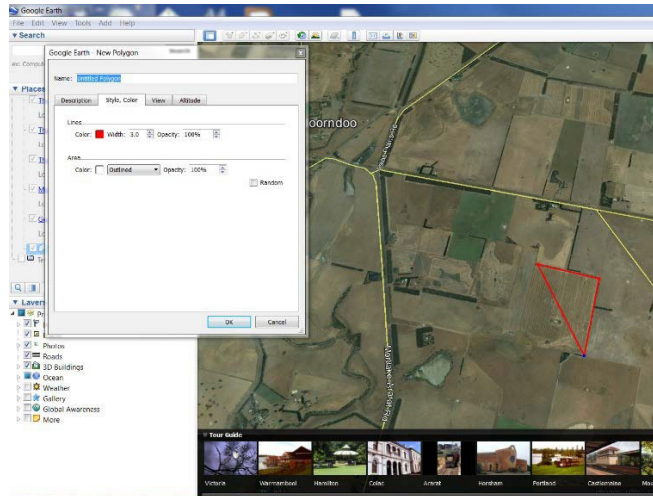 Google Earth
File Edit View Tools Add Help
▼ Search
Google Earth - New Polygon
Name: Untitled Polygon
▼ Places
Description Style, Color View Altitude
Lines
Color: Width: 3.0 Opacity: 100%
Area
Color: Outlined Opacity: 100%
Random
OK Cancel
oorndoo
▼ Layers
Photos
Roads
3D Buildings
Ocean
Weather
Gallery
Global Awareness
More
Tour Guide
Victoria Warrnambool Hamilton Colac Ararat Horsham Portland Castlemaine